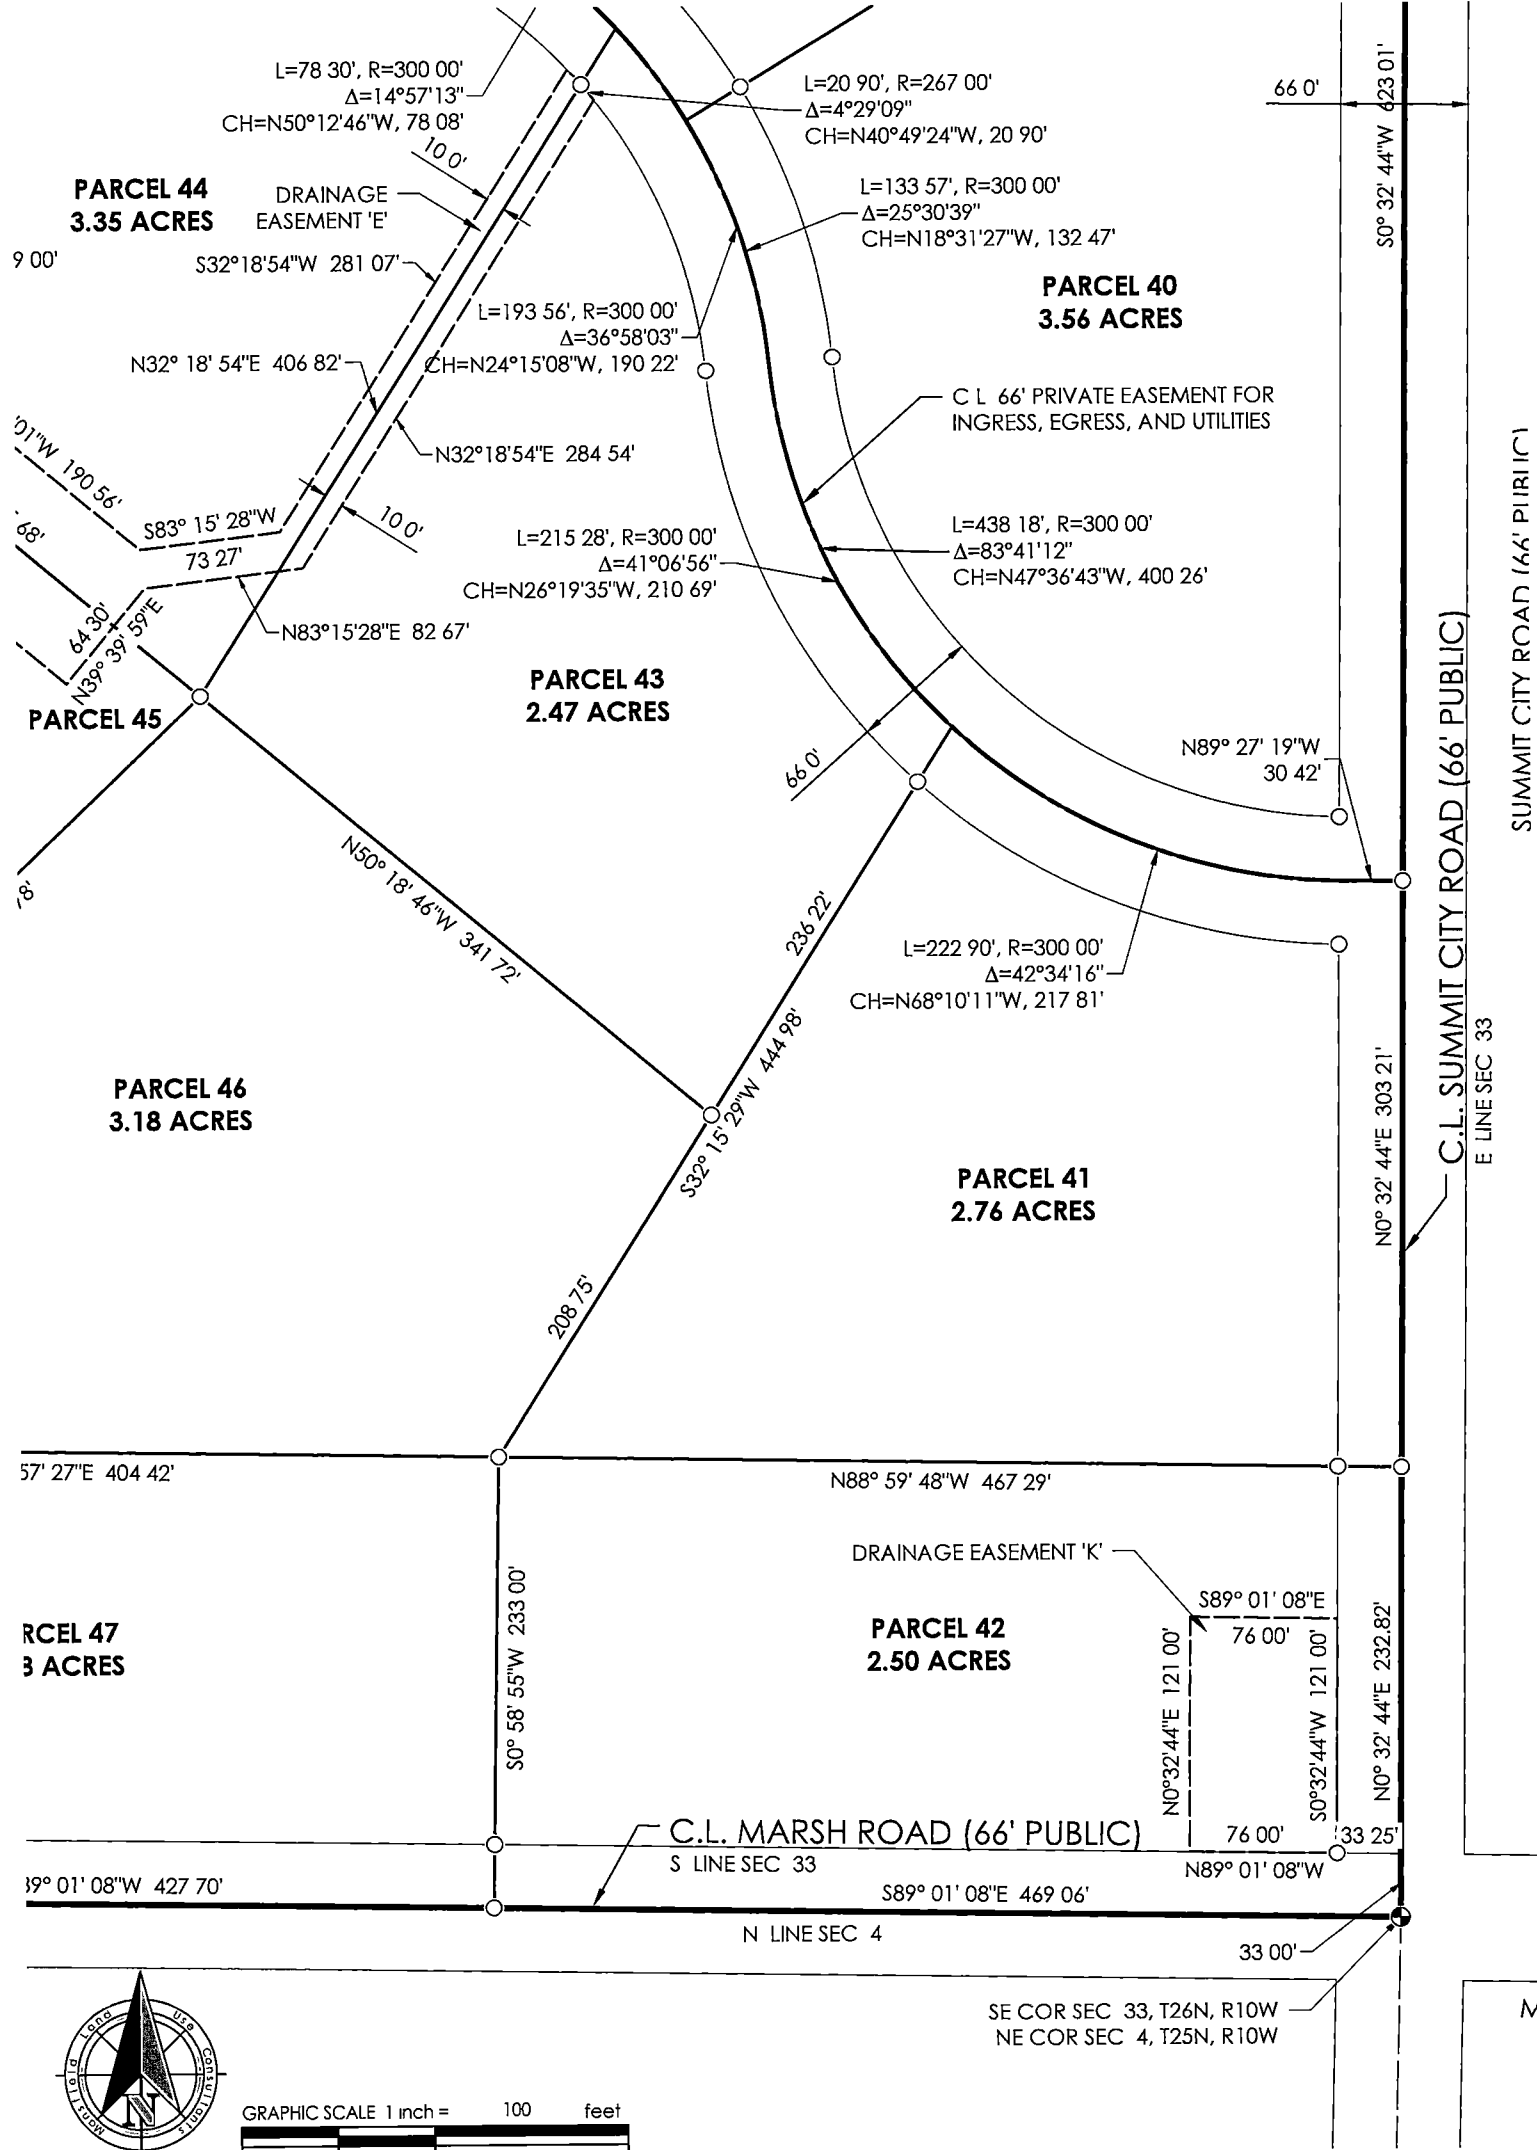 L=78 30', R=300 00'
Δ=14°57'13"
CH=N50°12'46"W, 78 08'
10 0'
L=20 90', R=267 00'
Δ=4°29'09"
CH=N40°49'24"W, 20 90'
66 0'
S0° 32' 44"W 623 01'
PARCEL 44
3.35 ACRES
DRAINAGE
EASEMENT 'E'
9 00'
S32°18'54"W 281 07'
L=133 57', R=300 00'
Δ=25°30'39"
CH=N18°31'27"W, 132 47'
PARCEL 40
3.56 ACRES
L=193 56', R=300 00'
Δ=36°58'03"
CH=N24°15'08"W, 190 22'
N32° 18' 54"E 406 82'
C L 66' PRIVATE EASEMENT FOR
INGRESS, EGRESS, AND UTILITIES
'01"W 190 56'
68'
N32°18'54"E 284 54'
S83° 15' 28"W
73 27'
10 0'
L=215 28', R=300 00'
Δ=41°06'56"
CH=N26°19'35"W, 210 69'
L=438 18', R=300 00'
Δ=83°41'12"
CH=N47°36'43"W, 400 26'
64 30'
N39° 39' 59"E
N83°15'28"E 82 67'
PARCEL 45
PARCEL 43
2.47 ACRES
66 0'
N89° 27' 19"W
30 42'
C.L. SUMMIT CITY ROAD (66' PUBLIC)
E LINE SEC 33
SUMMIT CITY ROAD (66' PUBLIC)
8'
N50° 18' 46"W 341 72'
236 22'
S32° 15' 29"W 444 98'
L=222 90', R=300 00'
Δ=42°34'16"
CH=N68°10'11"W, 217 81'
N0° 32' 44"E 303 21'
PARCEL 46
3.18 ACRES
PARCEL 41
2.76 ACRES
208 75'
57' 27"E 404 42'
N88° 59' 48"W 467 29'
DRAINAGE EASEMENT 'K'
S0° 58' 55"W 233 00'
RCEL 47
ACRES
PARCEL 42
2.50 ACRES
S89° 01' 08"E
76 00'
N0°32'44"E 121 00'
S0°32'44"W 121 00'
N0° 32' 44"E 232.82'
C.L. MARSH ROAD (66' PUBLIC)
S LINE SEC 33
76 00'
33 25'
N89° 01' 08"W
39° 01' 08"W 427 70'
S89° 01' 08"E 469 06'
N LINE SEC 4
33 00'
SE COR SEC 33, T26N, R10W
NE COR SEC 4, T25N, R10W
M
Mansfield Land Use Consultants
N
GRAPHIC SCALE 1 inch = 100 feet